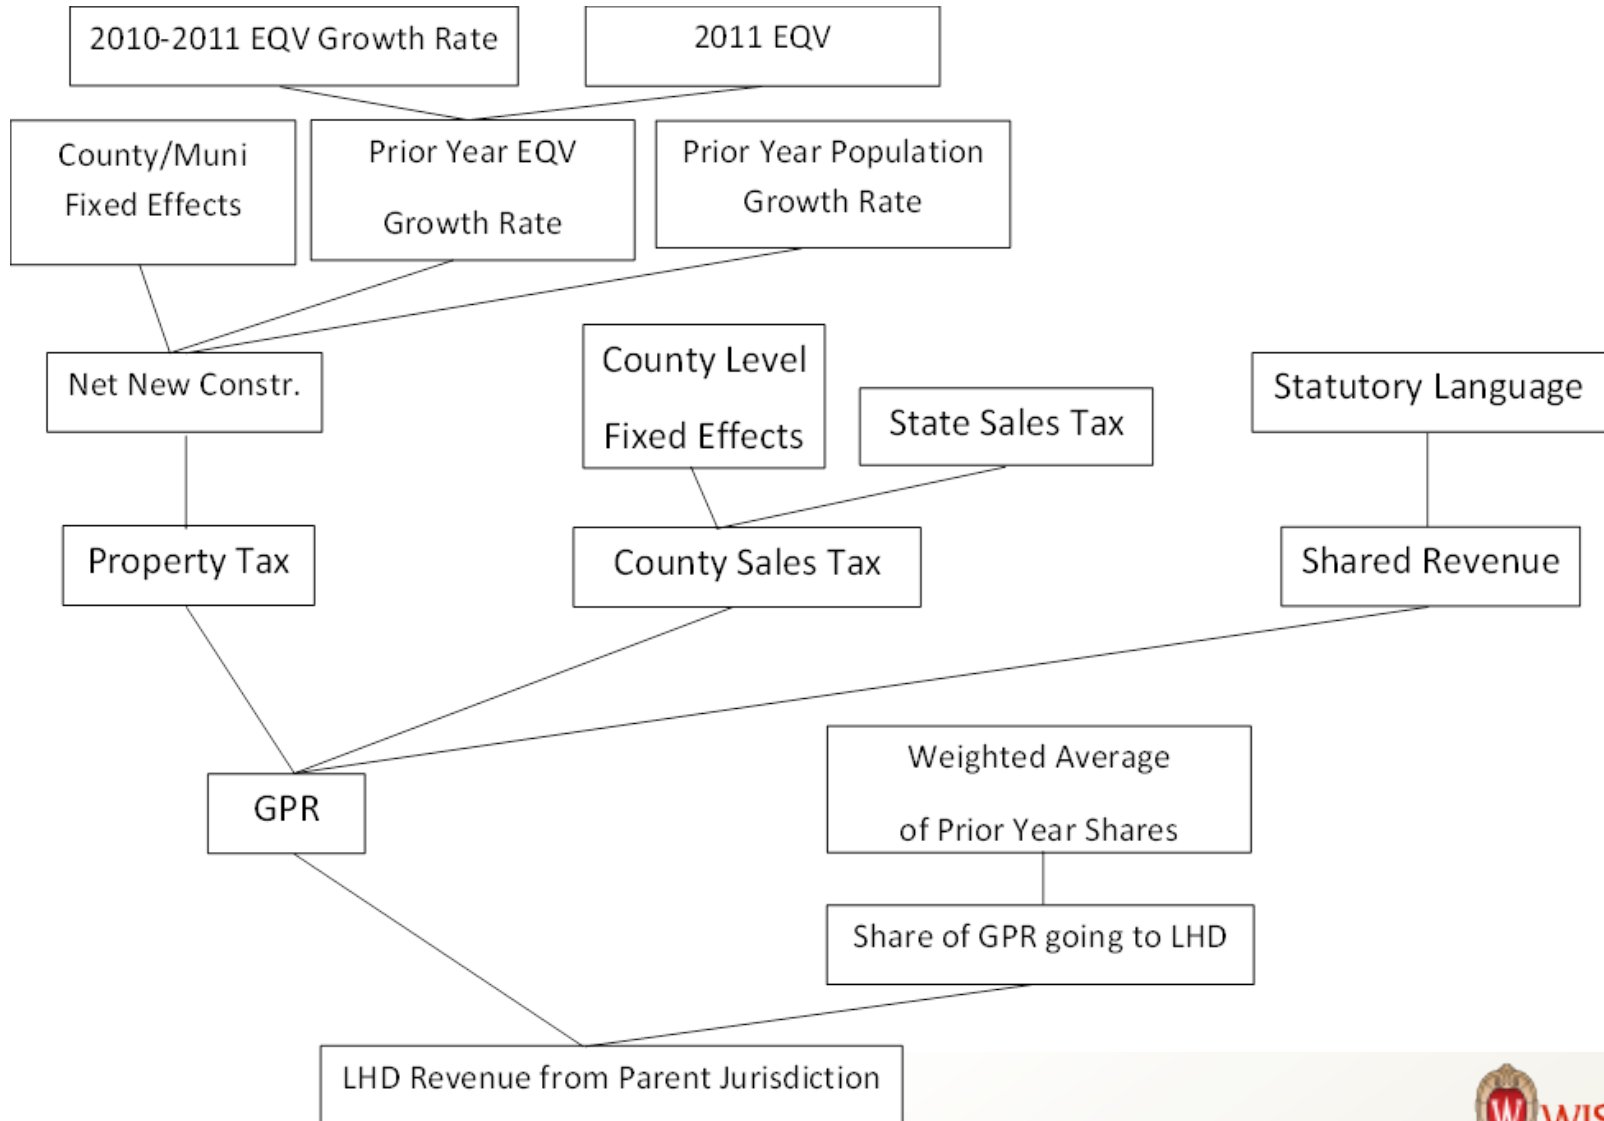 2010-2011 EQV Growth Rate
2011 EQV
County/Muni
Fixed Effects
Prior Year EQV
Growth Rate
Prior Year Population
Growth Rate
Net New Constr.
County Level
Fixed Effects
State Sales Tax
Statutory Language
Property Tax
County Sales Tax
Shared Revenue
GPR
Weighted Average
of Prior Year Shares
Share of GPR going to LHD
LHD Revenue from Parent Jurisdiction
W